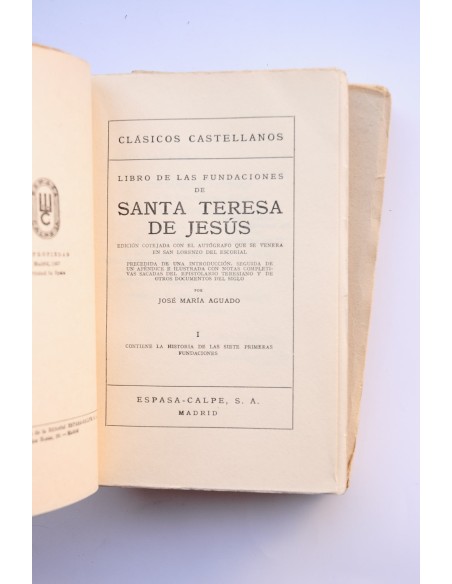 CLÁSICOS CASTELLANOS
LIBRO DE LAS FUNDACIONES
DE
SANTA TERESA
DE JESÚS
EDICIÓN COTEJADA CON EL AUTÓGRAFO QUE SE VENERA
EN SAN LORENZO DEL ESCORIAL
PRECEDIDA DE UNA INTRODUCCIÓN, SEGUIDA DE
UN APÉNDICE E ILUSTRADA CON NOTAS COMPLETI-
VAS SACADAS DEL EPISTOLARIO TERESIANO Y DE
OTROS DOCUMENTOS DEL SIGLO
POR
JOSÉ MARÍA AGUADO
I
CONTIENE LA HISTORIA DE LAS SIETE PRIMERAS
FUNDACIONES
ESPASA-CALPE, S. A.
MADRID